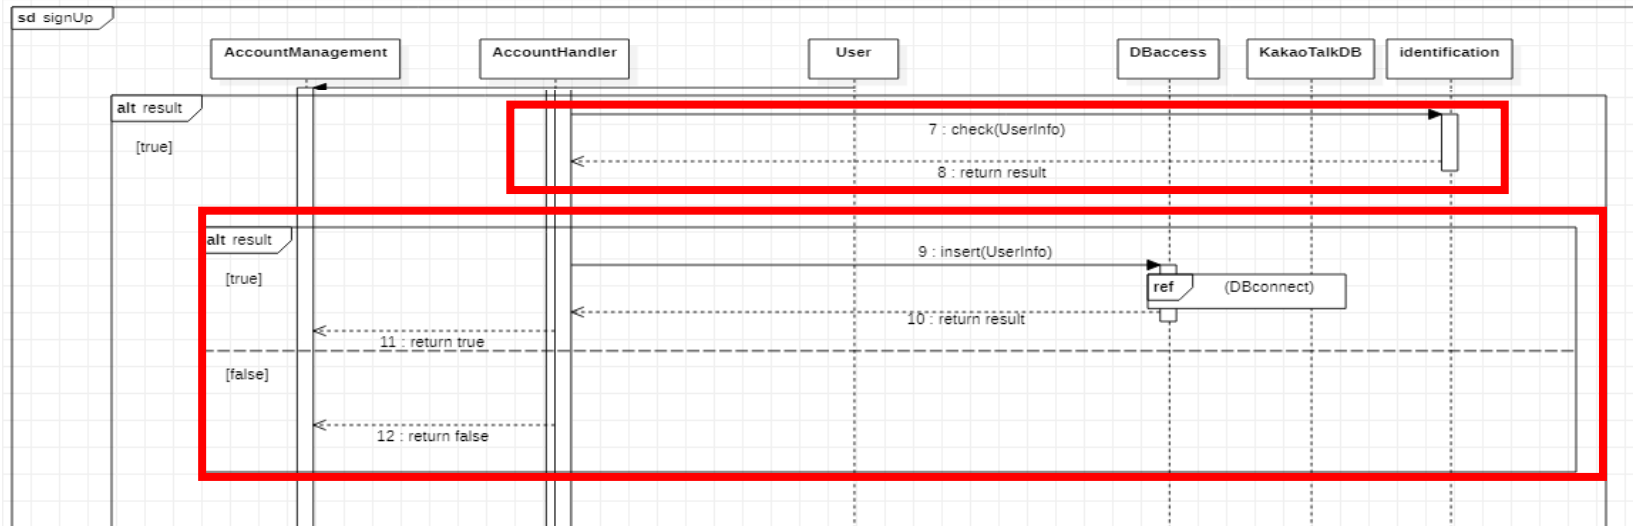 sd signUp
AccountManagement
AccountHandler
User
DBaccess
KakaoTalkDB
identification
alt result
[true]
7 : check(UserInfo)
8 : return result
alt result
[true]
9 : insert(UserInfo)
ref (DBconnect)
10 : return result
11 : return true
[false]
12 : return false